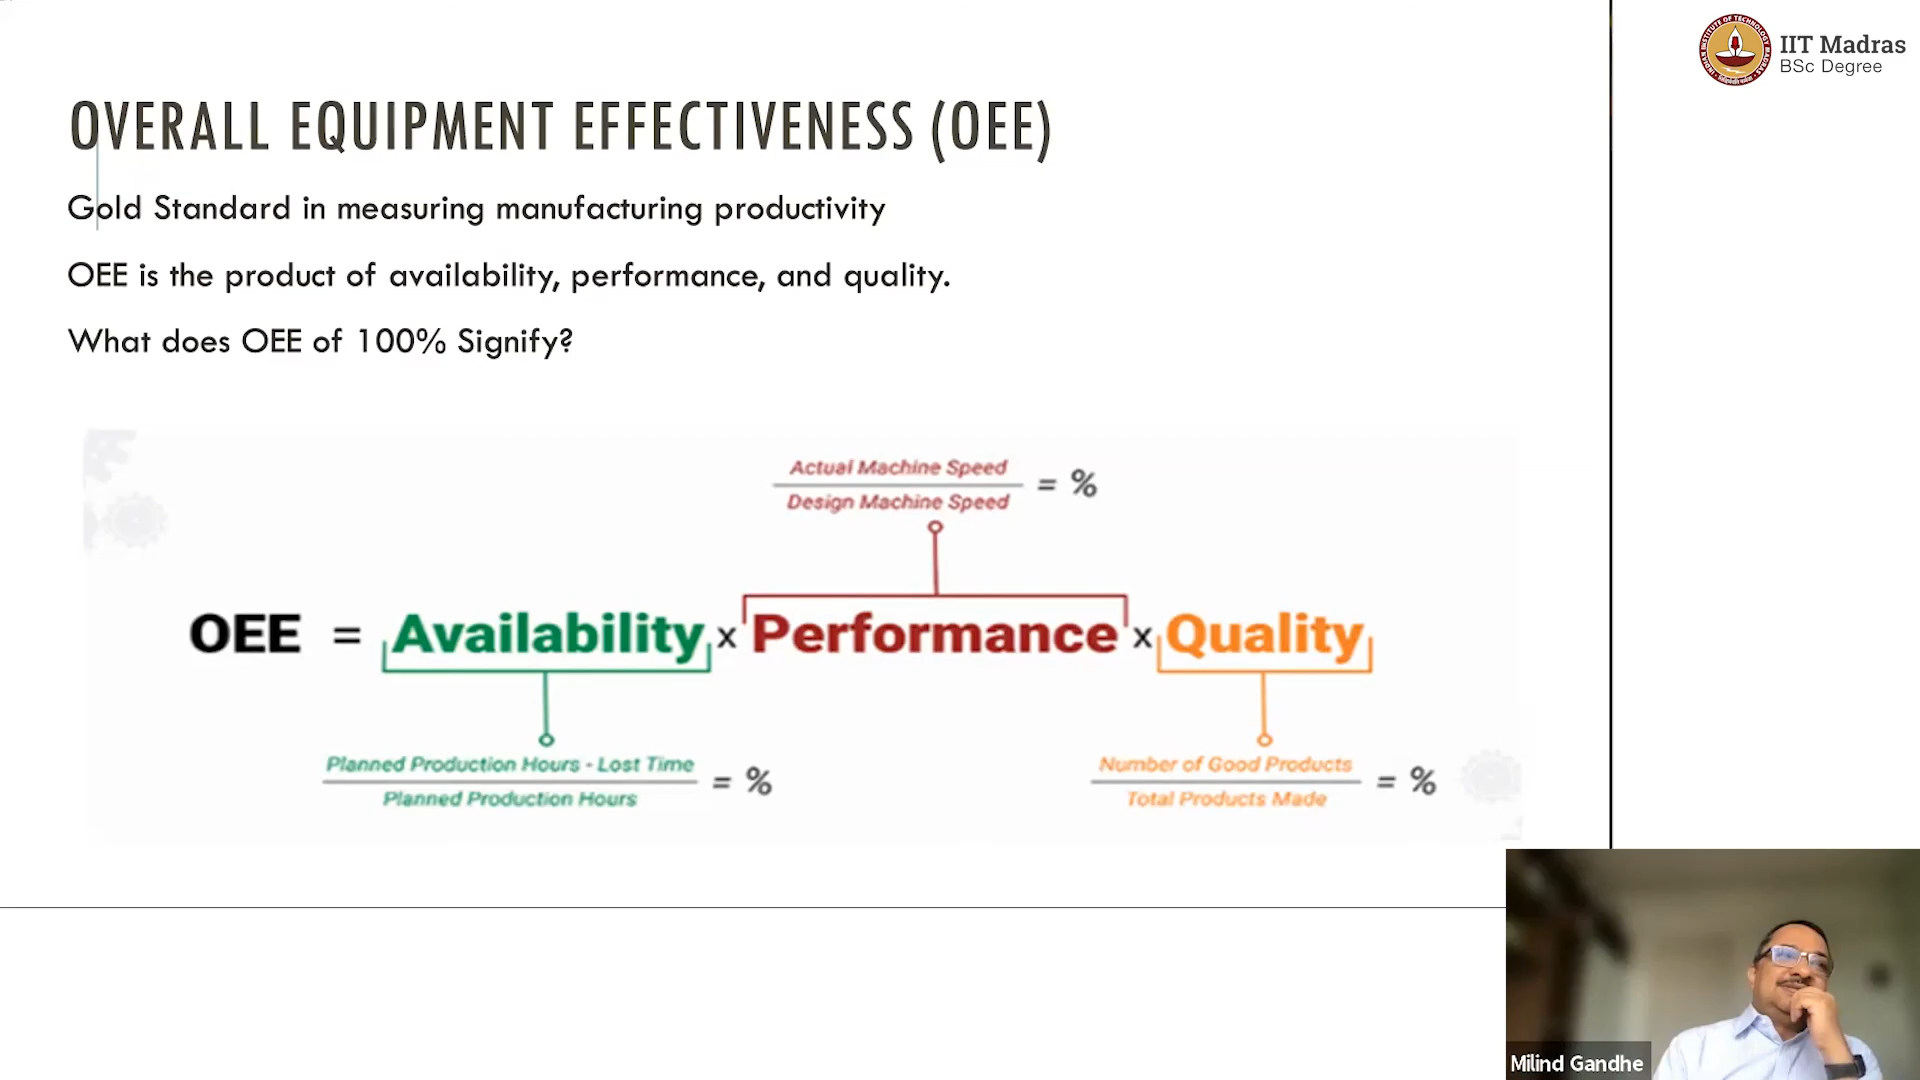 IIT Madras
BSc Degree
OVERALL EQUIPMENT EFFECTIVENESS (OEE)
Gold Standard in measuring manufacturing productivity
OEE is the product of availability, performance, and quality.
What does OEE of 100% Signify?
Actual Machine Speed
Design Machine Speed
= %
OEE = Availability x Performance x Quality
Planned Production Hours - Lost Time
Planned Production Hours
= %
Number of Good Products
Total Products Made
= %
Milind Gandhe